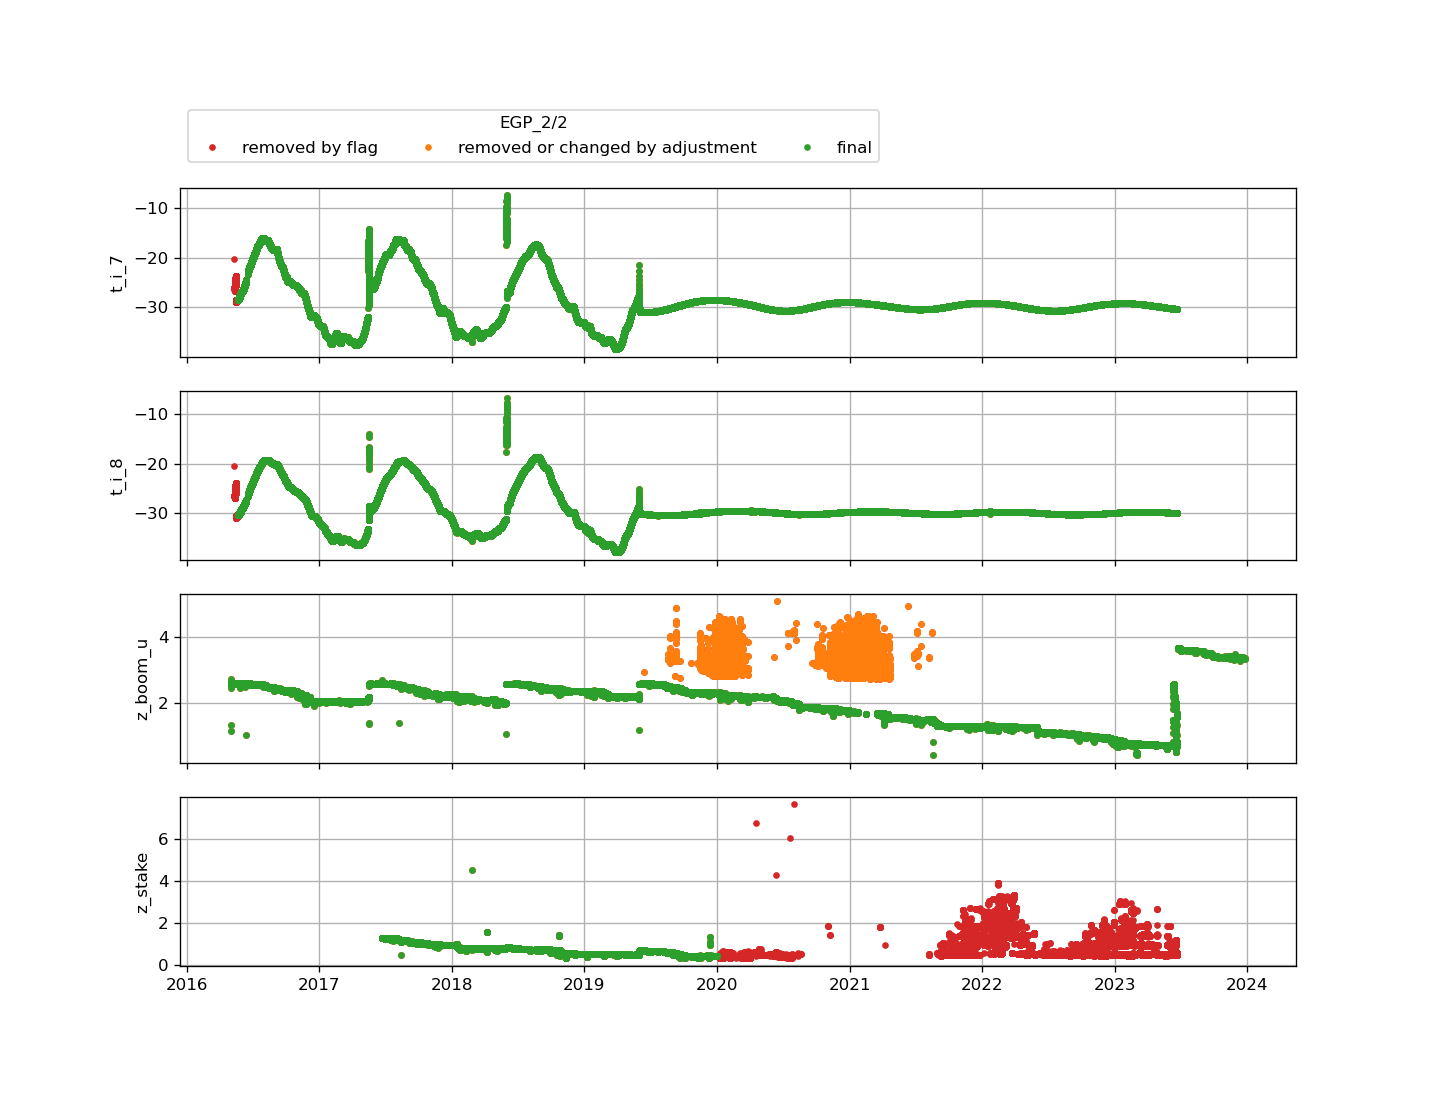 EGP_2/2
removed by flag removed or changed by adjustment final
−10
−20
−30
t_i_7
−10
−20
−30
t_i_8
4
2
z_boom_u
6
4
2
0
z_stake
2016 2017 2018 2019 2020 2021 2022 2023 2024